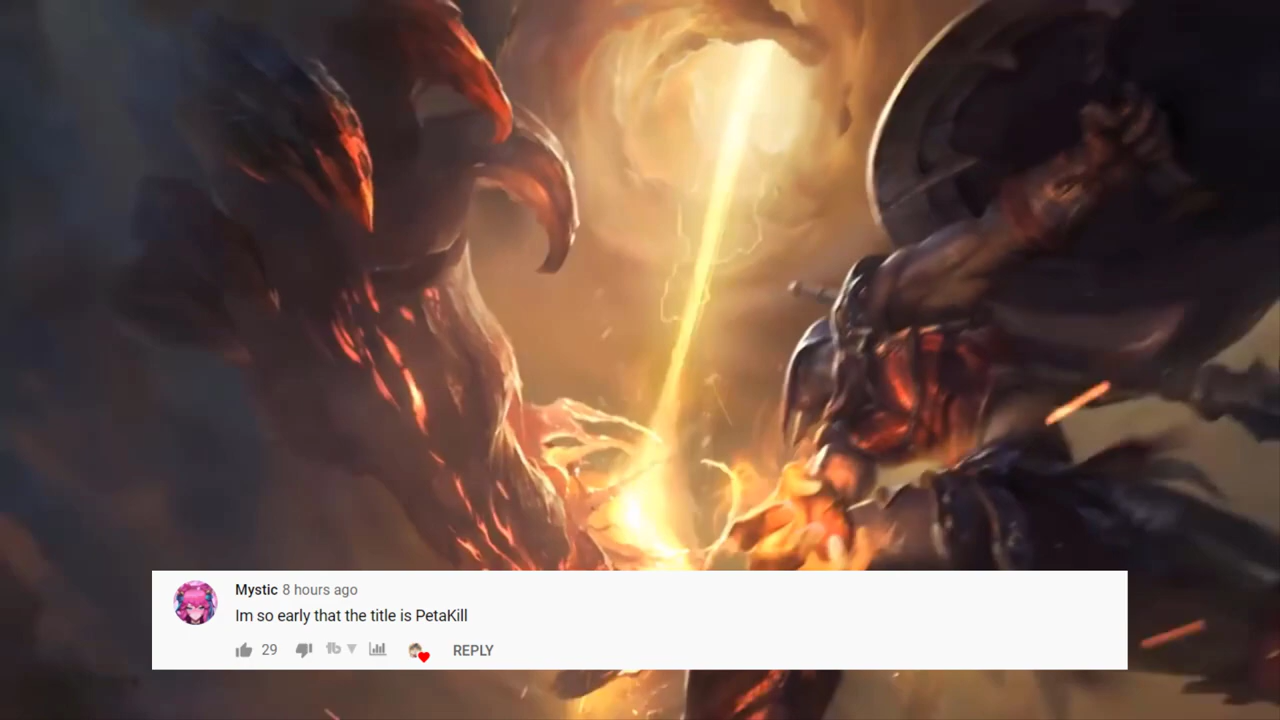 Mystic 8 hours ago
Im so early that the title is PetaKill
29 REPLY